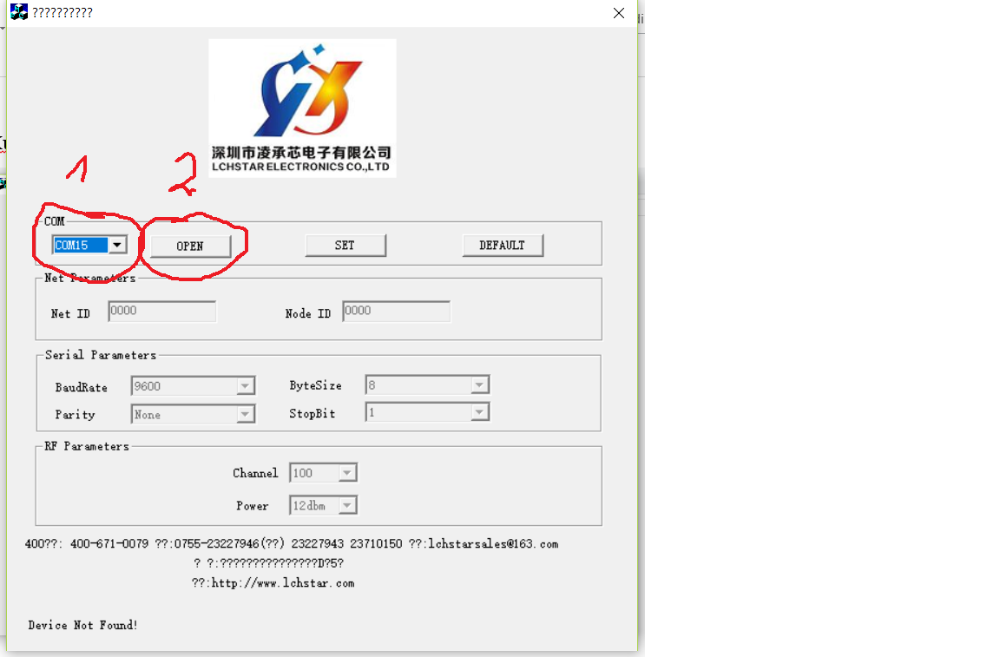 ??????????
深圳市凌承芯电子有限公司
LCHSTAR ELECTRONICS CO.,LTD
1 2
COM
COM15 OPEN SET DEFAULT
Net Parameters
Net ID 0000 Node ID 0000
Serial Parameters
BaudRate 9600 ByteSize 8
Parity None StopBit 1
RF Parameters
Channel 100
Power 12dbm
400??: 400-671-0079 ??:0755-23227946(??) 23227943 23710150 ??:lchstarsales@163.com
? ?:???????????????D?5?
??:http://www.lchstar.com
Device Not Found!